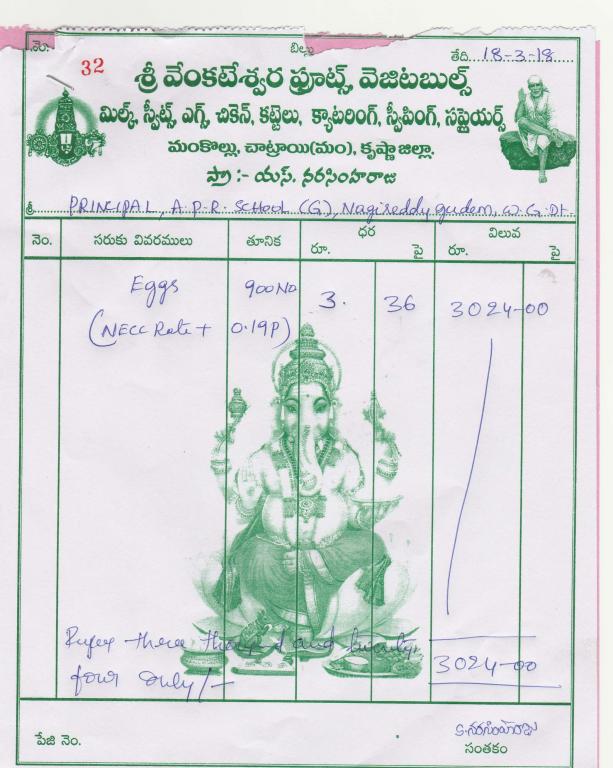 నెం. బిల్లు
32 తేది 18-3-18
శ్రీ వేంకటేశ్వర ఫ్రూట్స్, వెజిటబుల్స్
మిల్క్, స్వీట్స్, ఎగ్స్, చికెన్, కట్టెలు, క్యాటరింగ్, స్వీపింగ్, సప్లైయర్స్
మంకొల్లు, చాట్రాయి(మం), కృష్ణా జిల్లా.
ప్రొ :- యస్. నరసింహరాజు
శ్రీ PRINCIPAL, A.P.R. SCHOOL (G), Nagireddy gudem, W.G.Dt.
నెం. సరుకు వివరములు తూనిక ధర విలువ
రూ. పై రూ. పై
Eggs 900 No 3. 36 3024-00
(NECC Rate + 0.19P)
Rupees three thousand and twenty 3024-00
four only/-
S. నరసింహరాజు
పేజి నెం. సంతకం